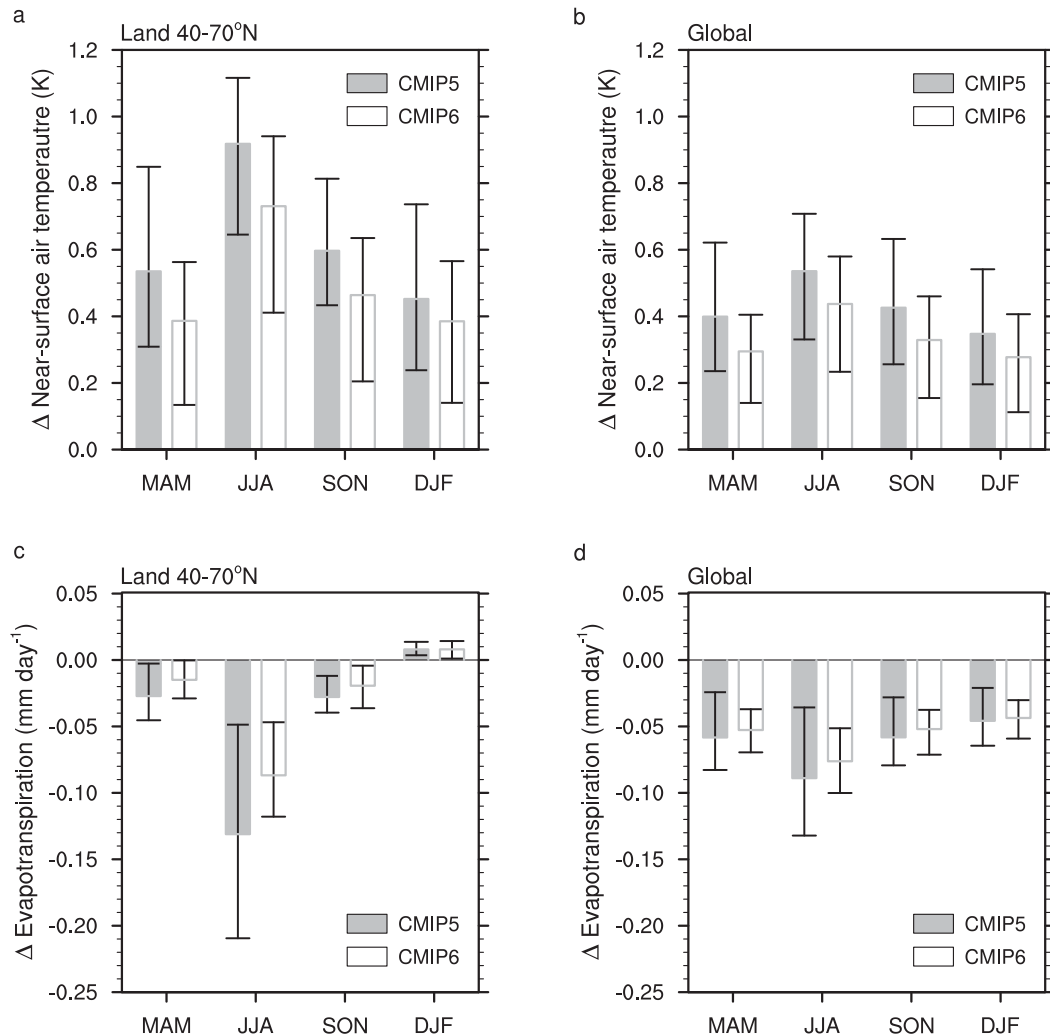 a
Land 40-70°N
Δ Near-surface air temperautre (K)
1.2
1.0
0.8
0.6
0.4
0.2
0.0
CMIP5
CMIP6
MAM JJA SON DJF
b
Global
Δ Near-surface air temperautre (K)
1.2
1.0
0.8
0.6
0.4
0.2
0.0
CMIP5
CMIP6
MAM JJA SON DJF
c
Land 40-70°N
Δ Evapotranspiration (mm day⁻¹)
0.05
0.00
-0.05
-0.10
-0.15
-0.20
-0.25
CMIP5
CMIP6
MAM JJA SON DJF
d
Global
Δ Evapotranspiration (mm day⁻¹)
0.05
0.00
-0.05
-0.10
-0.15
-0.20
-0.25
CMIP5
CMIP6
MAM JJA SON DJF